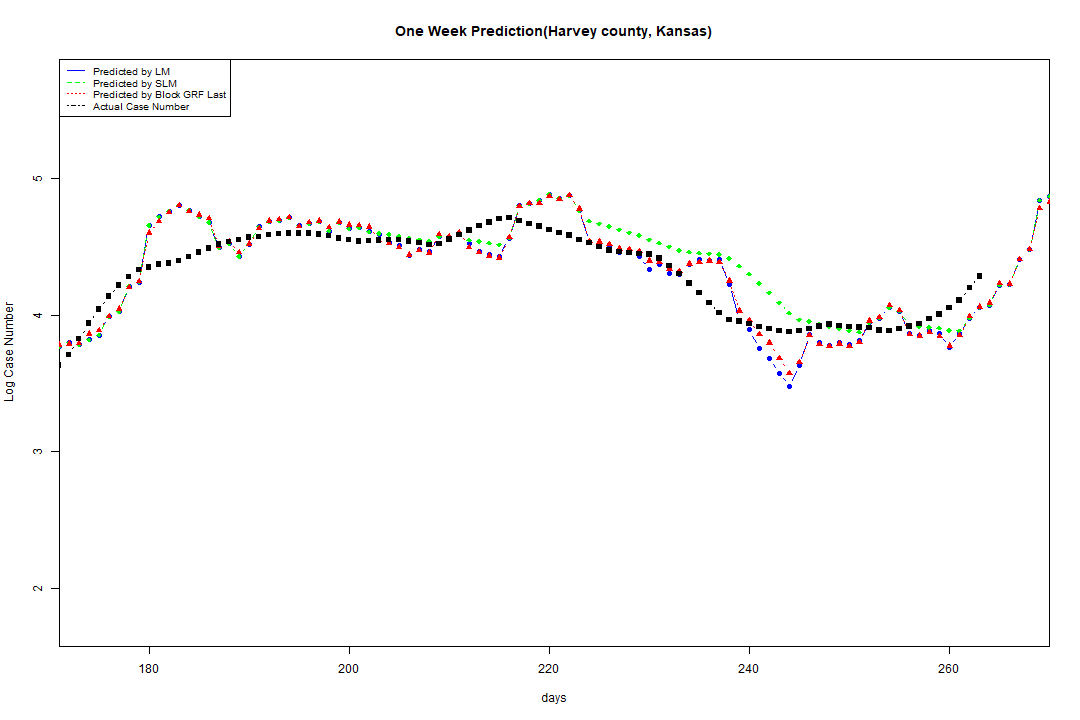 One Week Prediction(Harvey county, Kansas)
Predicted by LM
Predicted by SLM
Predicted by Block GRF Last
Actual Case Number
5
4
3
2
Log Case Number
180 200 220 240 260
days